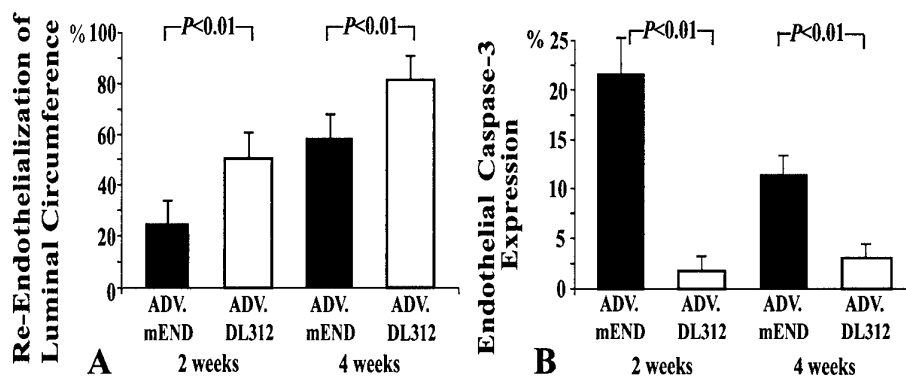 Re-Endothelialization of
Luminal Circumference
% 100
80
60
40
20
0
P<0.01
P<0.01
ADV. ADV. ADV. ADV.
mEND DL312 mEND DL312
2 weeks 4 weeks
A
Endothelial Caspase-3
Expression
%
25
20
15
10
5
0
P<0.01
P<0.01
ADV. ADV. ADV. ADV.
mEND DL312 mEND DL312
2 weeks 4 weeks
B